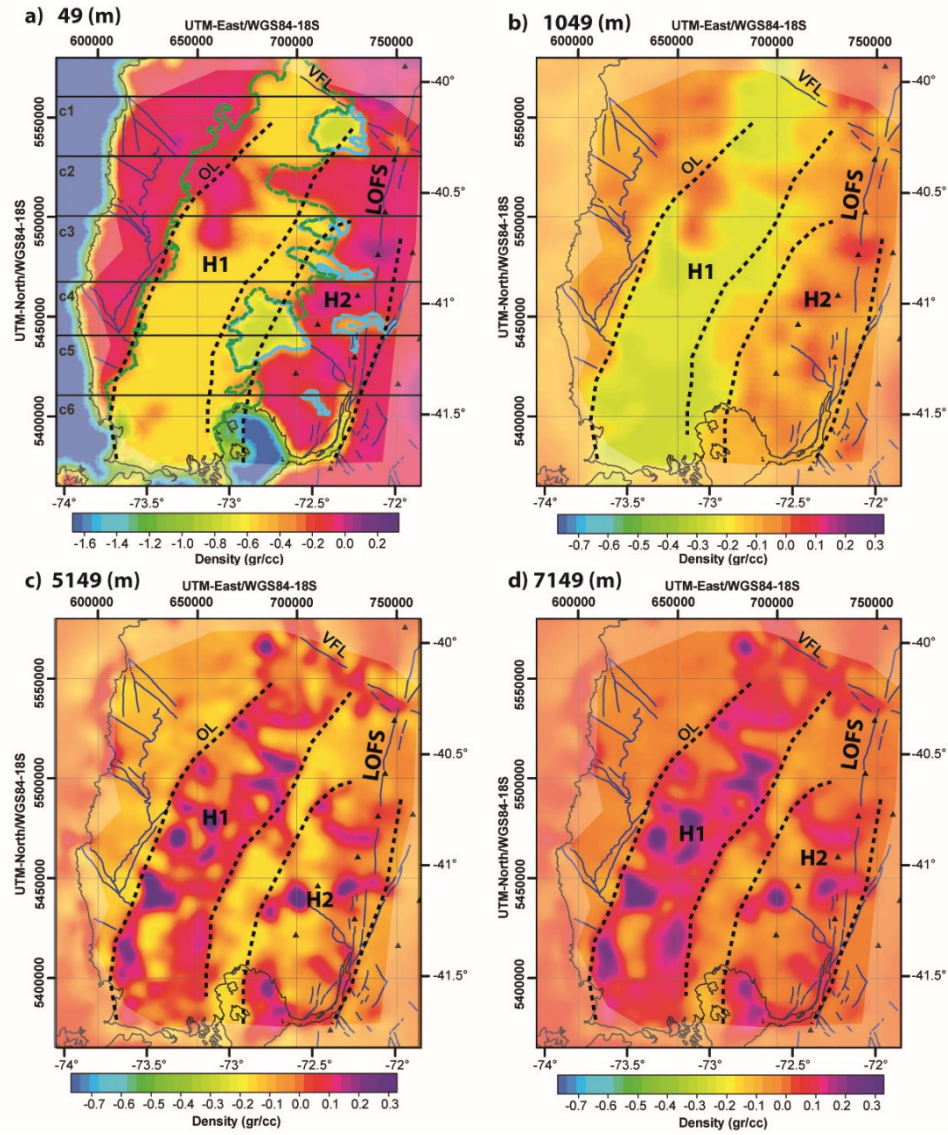 a) 49 (m)
UTM-East/WGS84-18S
600000 650000 700000 750000
UTM-North/WGS84-18S
5550000
5500000
5450000
5400000
c1
c2
c3
c4
c5
c6
VFL
OL
LOFS
H1
H2
-40°
-40.5°
-41°
-41.5°
-74 -73.5 -73 -72.5 -72
-1.6 -1.4 -1.2 -1.0 -0.8 -0.6 -0.4 -0.2 0.0 0.2
Density (gr/cc)
b) 1049 (m)
UTM-East/WGS84-18S
600000 650000 700000 750000
UTM-North/WGS84-18S
5550000
5500000
5450000
5400000
VFL
OL
LOFS
H1
H2
-40°
-40.5°
-41°
-41.5°
-74 -73.5 -73 -72.5 -72
-0.7 -0.6 -0.5 -0.4 -0.3 -0.2 -0.1 0.0 0.1 0.2 0.3
Density (gr/cc)
c) 5149 (m)
UTM-East/WGS84-18S
600000 650000 700000 750000
UTM-North/WGS84-18S
5550000
5500000
5450000
5400000
VFL
OL
LOFS
H1
H2
-40°
-40.5°
-41°
-41.5°
-74 -73.5 -73 -72.5 -72
-0.7 -0.6 -0.5 -0.4 -0.3 -0.2 -0.1 0.0 0.1 0.2 0.3
Density (gr/cc)
d) 7149 (m)
UTM-East/WGS84-18S
600000 650000 700000 750000
UTM-North/WGS84-18S
5550000
5500000
5450000
5400000
VFL
OL
LOFS
H1
H2
-40°
-40.5°
-41°
-41.5°
-74 -73.5 -73 -72.5 -72
-0.7 -0.6 -0.5 -0.4 -0.3 -0.2 -0.1 0.0 0.1 0.2 0.3
Density (gr/cc)